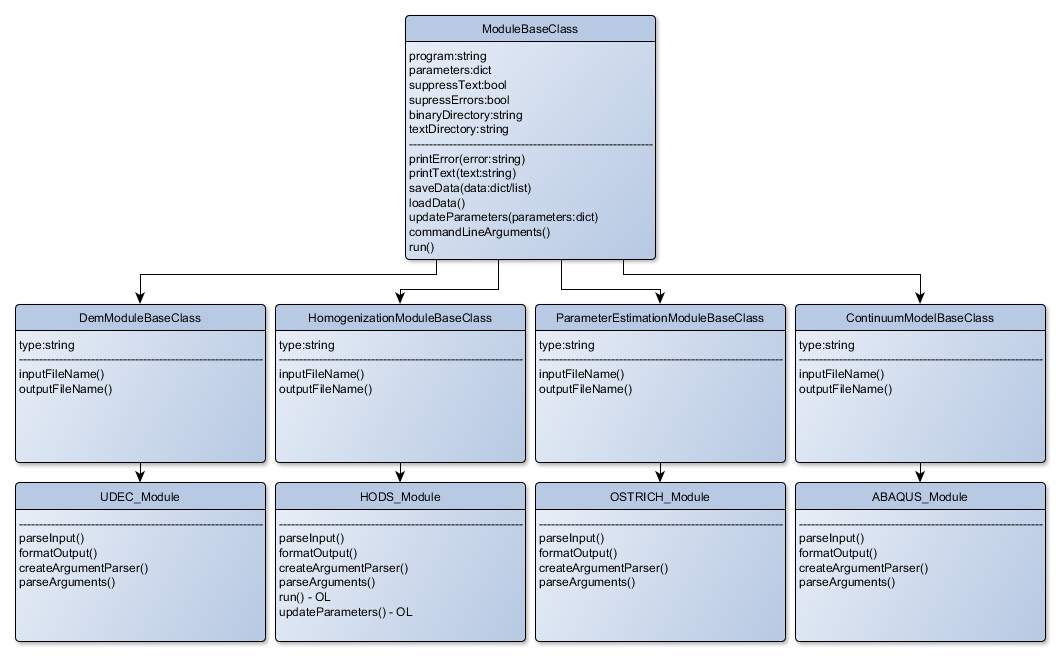 ModuleBaseClass
program:string
parameters:dict
suppressText:bool
supressErrors:bool
binaryDirectory:string
textDirectory:string
printError(error:string)
printText(text:string)
saveData(data:dict/list)
loadData()
updateParameters(parameters:dict)
commandLineArguments()
run()
DemModuleBaseClass
type:string
inputFileName()
outputFileName()
HomogenizationModuleBaseClass
type:string
inputFileName()
outputFileName()
ParameterEstimationModuleBaseClass
type:string
inputFileName()
outputFileName()
ContinuumModelBaseClass
type:string
inputFileName()
outputFileName()
UDEC_Module
parseInput()
formatOutput()
createArgumentParser()
parseArguments()
HODS_Module
parseInput()
formatOutput()
createArgumentParser()
parseArguments()
run() - OL
updateParameters() - OL
OSTRICH_Module
parseInput()
formatOutput()
createArgumentParser()
parseArguments()
ABAQUS_Module
parseInput()
formatOutput()
createArgumentParser()
parseArguments()